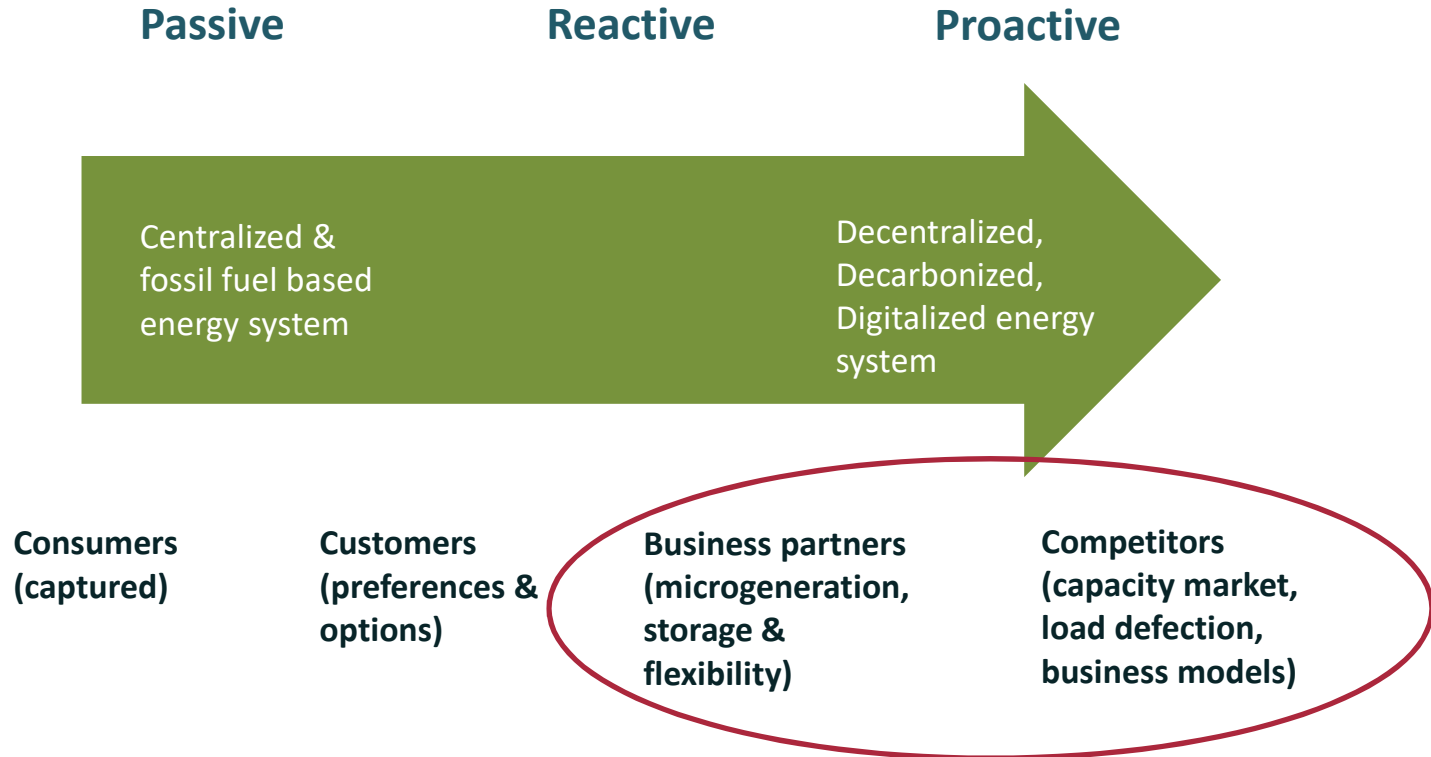 Passive
Reactive
Proactive
Centralized &
fossil fuel based
energy system
Decentralized,
Decarbonized,
Digitalized energy
system
Consumers
(captured)
Customers
(preferences &
options)
Business partners
(microgeneration,
storage &
flexibility)
Competitors
(capacity market,
load defection,
business models)